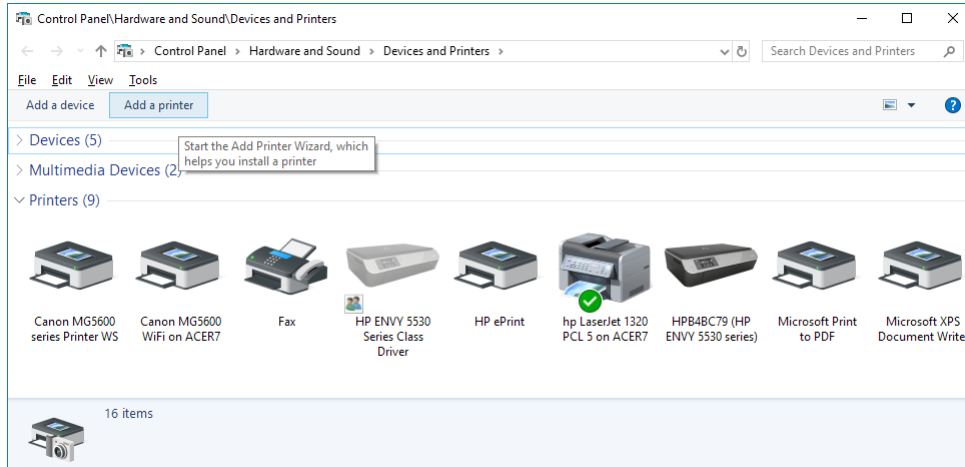 Control Panel\Hardware and Sound\Devices and Printers
Control Panel > Hardware and Sound > Devices and Printers >
Search Devices and Printers
File Edit View Tools
Add a device Add a printer
?
Devices (5)
Start the Add Printer Wizard, which
helps you install a printer
Multimedia Devices (2)
Printers (9)
Canon MG5600
series Printer WS
Canon MG5600
WiFi on ACER7
Fax
HP ENVY 5530
Series Class
Driver
HP ePrint
hp LaserJet 1320
PCL 5 on ACER7
HPB4BC79 (HP
ENVY 5530 series)
Microsoft Print
to PDF
Microsoft XPS
Document Write
16 items